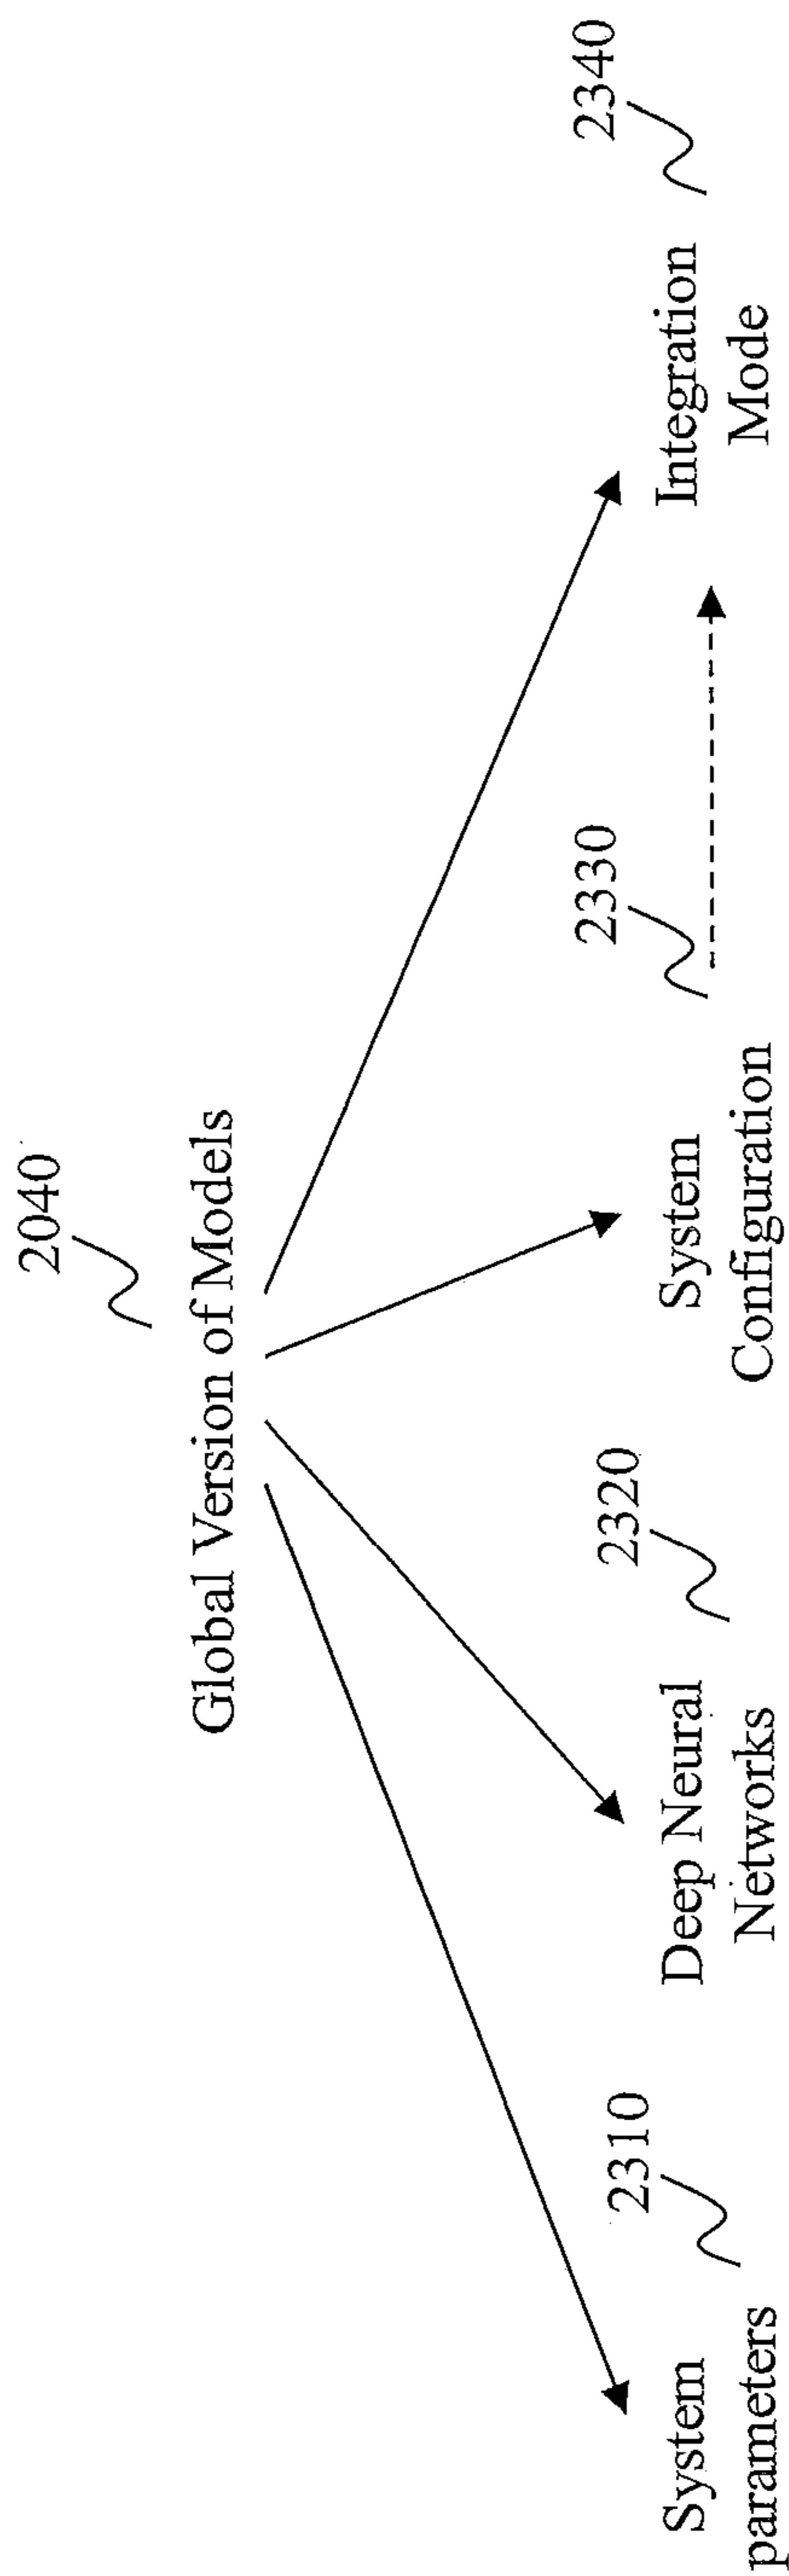 2040
Global Version of Models
2310
2320
2330
2340
System
parameters
Deep Neural
Networks
System
Configuration
Integration
Mode